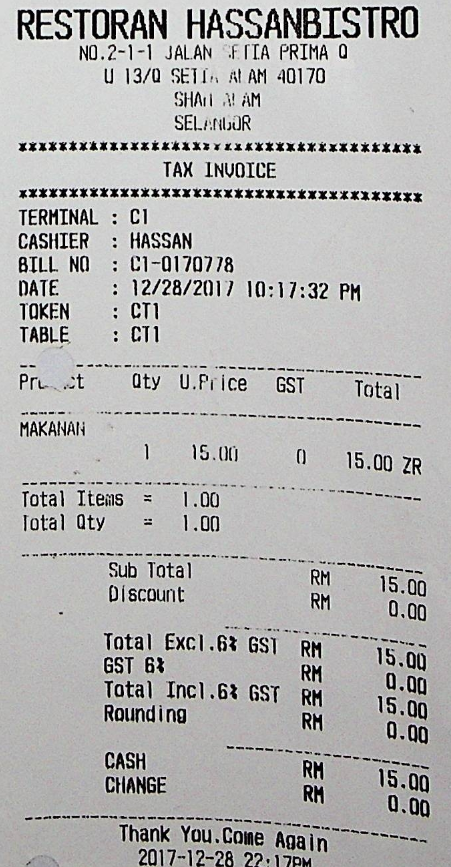 RESTORAN HASSANBISTRO
NO.2-1-1 JALAN SETIA PRIMA Q
U 13/Q SETIA ALAM 40170
SHAH ALAM
SELANGOR
****************************************
TAX INVOICE
****************************************
TERMINAL : C1
CASHIER : HASSAN
BILL NO : C1-0170778
DATE : 12/28/2017 10:17:32 PM
TOKEN : CT1
TABLE : CT1
Product Qty U.Price GST Total
MAKANAN
1 15.00 0 15.00 ZR
Total Items = 1.00
Total Qty = 1.00
Sub Total RM 15.00
Discount RM 0.00
Total Excl.6% GST RM 15.00
GST 6% RM 0.00
Total Incl.6% GST RM 15.00
Rounding RM 0.00
CASH RM 15.00
CHANGE RM 0.00
Thank You.Come Again
2017-12-28 22:17PM